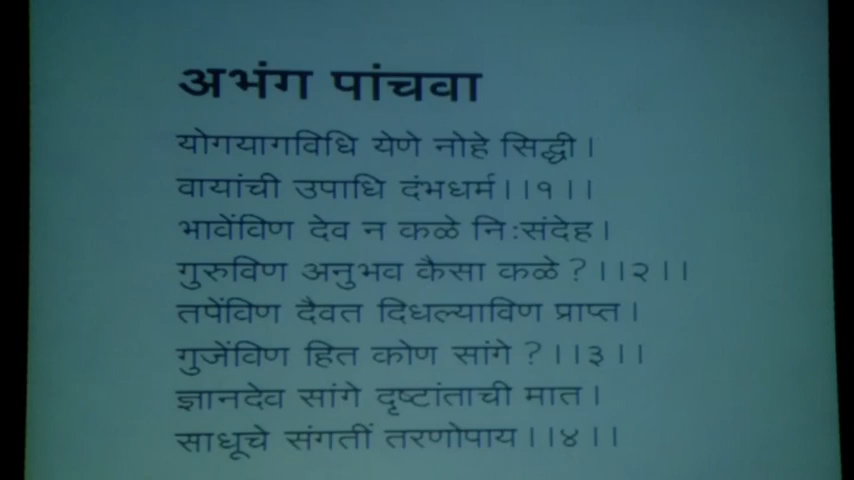 अभंग पांचवा
योगयागविधि येणे नोहे सिद्धी ।
वायांची उपाधि दंभधर्म ।।१ ।।
भावेंविण देव न कळे निःसंदेह ।
गुरुविण अनुभव कैसा कळे ? ।।२ ।।
तपेंविण दैवत दिधल्याविण प्राप्त ।
गुजेंविण हित कोण सांगे ? ।।३ ।।
ज्ञानदेव सांगे दृष्टांताची मात ।
साधूचे संगतीं तरणोपाय ।।४ ।।